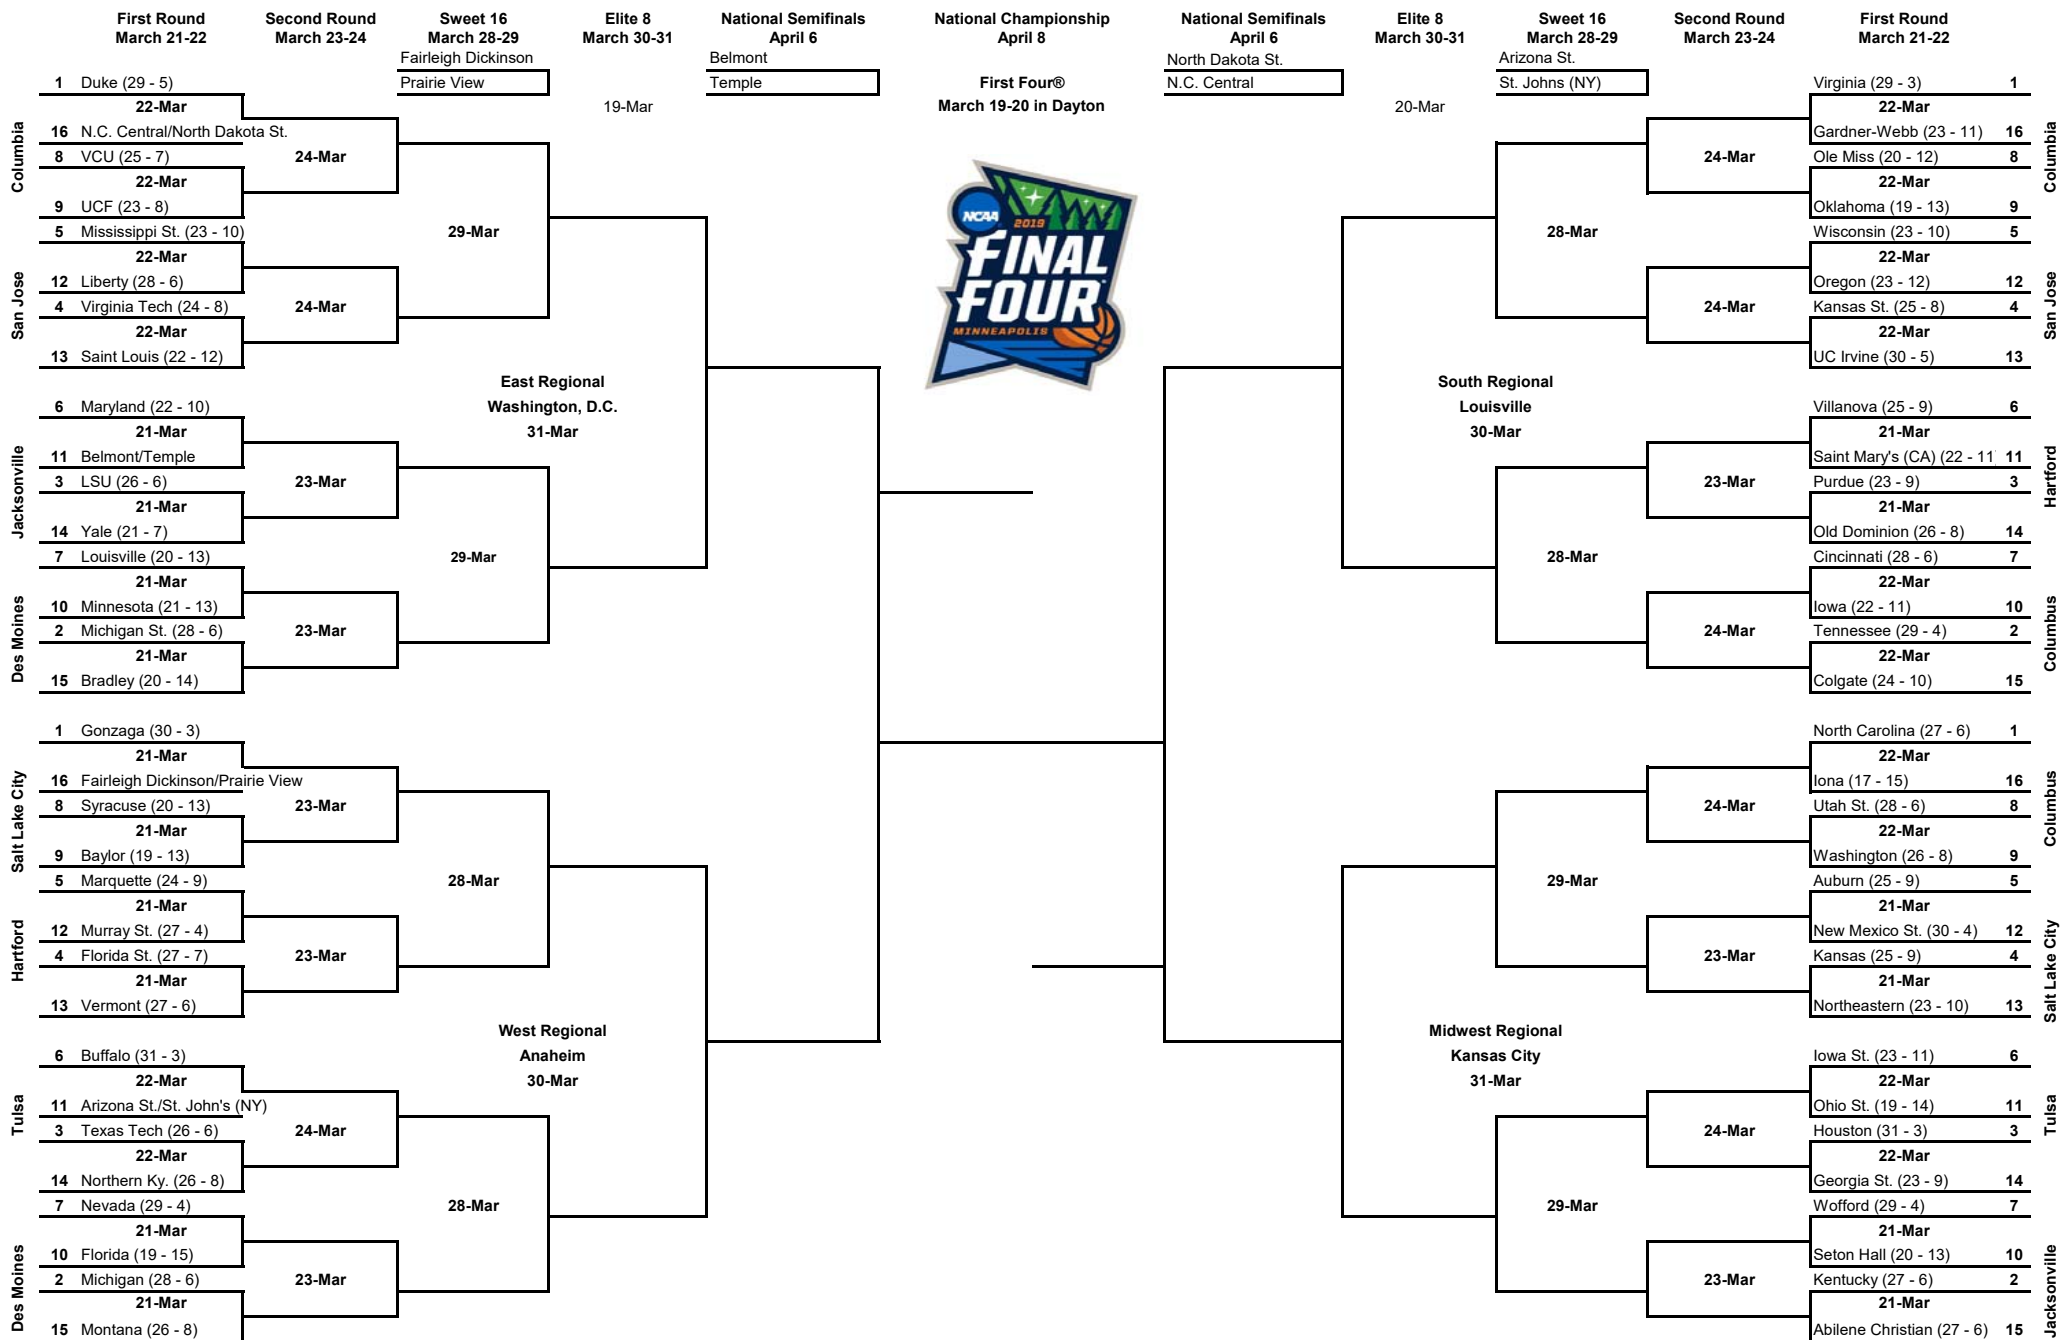 First Round
March 21-22
Second Round
March 23-24
Sweet 16
March 28-29
Elite 8
March 30-31
National Semifinals
April 6
National Championship
April 8
National Semifinals
April 6
Elite 8
March 30-31
Sweet 16
March 28-29
Second Round
March 23-24
First Round
March 21-22
Fairleigh Dickinson
Prairie View
19-Mar
Belmont
Temple
First Four®
March 19-20 in Dayton
North Dakota St.
N.C. Central
20-Mar
Arizona St.
St. Johns (NY)
NCAA
2019
FINAL
FOUR
MINNEAPOLIS
Columbia
1 Duke (29 - 5)
22-Mar
16 N.C. Central/North Dakota St.
24-Mar
8 VCU (25 - 7)
22-Mar
9 UCF (23 - 8)
29-Mar
San Jose
5 Mississippi St. (23 - 10)
22-Mar
12 Liberty (28 - 6)
24-Mar
4 Virginia Tech (24 - 8)
22-Mar
13 Saint Louis (22 - 12)
East Regional
Washington, D.C.
31-Mar
Jacksonville
6 Maryland (22 - 10)
21-Mar
11 Belmont/Temple
23-Mar
3 LSU (26 - 6)
21-Mar
14 Yale (21 - 7)
29-Mar
Des Moines
7 Louisville (20 - 13)
21-Mar
10 Minnesota (21 - 13)
23-Mar
2 Michigan St. (28 - 6)
21-Mar
15 Bradley (20 - 14)
Salt Lake City
1 Gonzaga (30 - 3)
21-Mar
16 Fairleigh Dickinson/Prairie View
23-Mar
8 Syracuse (20 - 13)
21-Mar
9 Baylor (19 - 13)
28-Mar
Hartford
5 Marquette (24 - 9)
21-Mar
12 Murray St. (27 - 4)
23-Mar
4 Florida St. (27 - 7)
21-Mar
13 Vermont (27 - 6)
West Regional
Anaheim
30-Mar
Tulsa
6 Buffalo (31 - 3)
22-Mar
11 Arizona St./St. John's (NY)
24-Mar
3 Texas Tech (26 - 6)
22-Mar
14 Northern Ky. (26 - 8)
28-Mar
Des Moines
7 Nevada (29 - 4)
21-Mar
10 Florida (19 - 15)
23-Mar
2 Michigan (28 - 6)
21-Mar
15 Montana (26 - 8)
Columbia
Virginia (29 - 3) 1
22-Mar
Gardner-Webb (23 - 11) 16
24-Mar
Ole Miss (20 - 12) 8
22-Mar
Oklahoma (19 - 13) 9
28-Mar
San Jose
Wisconsin (23 - 10) 5
22-Mar
Oregon (23 - 12) 12
24-Mar
Kansas St. (25 - 8) 4
22-Mar
UC Irvine (30 - 5) 13
South Regional
Louisville
30-Mar
Hartford
Villanova (25 - 9) 6
21-Mar
Saint Mary's (CA) (22 - 11 11
23-Mar
Purdue (23 - 9) 3
21-Mar
Old Dominion (26 - 8) 14
28-Mar
Columbus
Cincinnati (28 - 6) 7
22-Mar
Iowa (22 - 11) 10
24-Mar
Tennessee (29 - 4) 2
22-Mar
Colgate (24 - 10) 15
Columbus
North Carolina (27 - 6) 1
22-Mar
Iona (17 - 15) 16
24-Mar
Utah St. (28 - 6) 8
22-Mar
Washington (26 - 8) 9
29-Mar
Salt Lake City
Auburn (25 - 9) 5
21-Mar
New Mexico St. (30 - 4) 12
23-Mar
Kansas (25 - 9) 4
21-Mar
Northeastern (23 - 10) 13
Midwest Regional
Kansas City
31-Mar
Tulsa
Iowa St. (23 - 11) 6
22-Mar
Ohio St. (19 - 14) 11
24-Mar
Houston (31 - 3) 3
22-Mar
Georgia St. (23 - 9) 14
29-Mar
Jacksonville
Wofford (29 - 4) 7
21-Mar
Seton Hall (20 - 13) 10
23-Mar
Kentucky (27 - 6) 2
21-Mar
Abilene Christian (27 - 6) 15